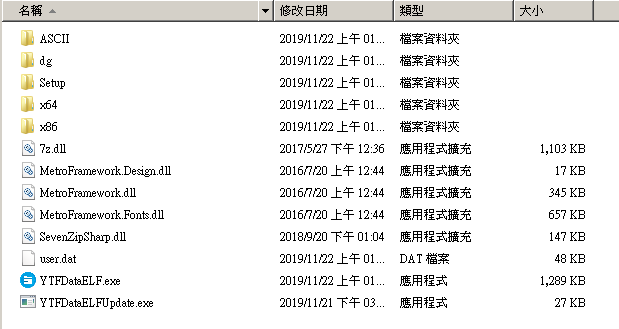 名稱 修改日期 類型 大小
ASCII 2019/11/22 上午 01... 檔案資料夾
dg 2019/11/22 上午 01... 檔案資料夾
Setup 2019/11/22 上午 01... 檔案資料夾
x64 2019/11/22 上午 01... 檔案資料夾
x86 2019/11/22 上午 01... 檔案資料夾
7z.dll 2017/5/27 下午 12:36 應用程式擴充 1,103 KB
MetroFramework.Design.dll 2016/7/20 上午 12:44 應用程式擴充 17 KB
MetroFramework.dll 2016/7/20 上午 12:44 應用程式擴充 345 KB
MetroFramework.Fonts.dll 2016/7/20 上午 12:44 應用程式擴充 657 KB
SevenZipSharp.dll 2018/9/20 下午 01:04 應用程式擴充 147 KB
user.dat 2019/11/22 上午 01... DAT 檔案 48 KB
YTFDataELF.exe 2019/11/22 上午 01... 應用程式 1,289 KB
YTFDataELFUpdate.exe 2019/11/21 下午 03... 應用程式 27 KB